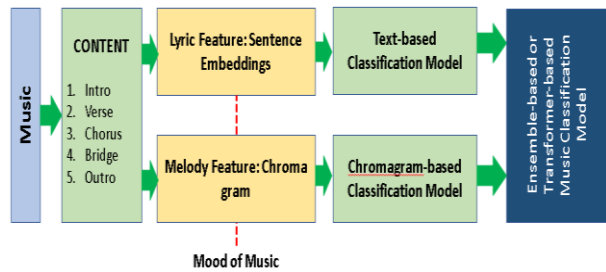 Music
CONTENT
1. Intro
2. Verse
3. Chorus
4. Bridge
5. Outro
Lyric Feature: Sentence
Embeddings
Text-based
Classification Model
Melody Feature: Chroma
gram
Chromagram-based
Classification Model
Ensemble-based or
Transformer-based
Music Classification
Model
Mood of Music